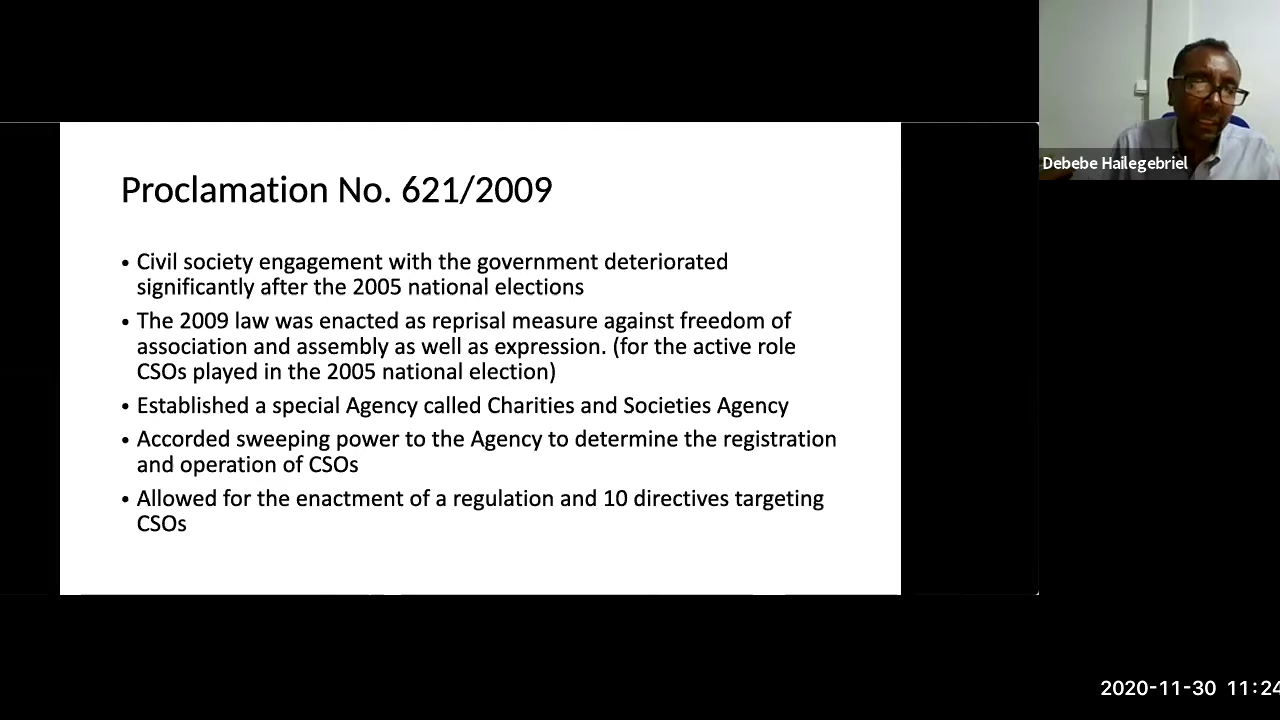 Proclamation No. 621/2009
• Civil society engagement with the government deteriorated
significantly after the 2005 national elections
• The 2009 law was enacted as reprisal measure against freedom of
association and assembly as well as expression. (for the active role
CSOs played in the 2005 national election)
• Established a special Agency called Charities and Societies Agency
• Accorded sweeping power to the Agency to determine the registration
and operation of CSOs
• Allowed for the enactment of a regulation and 10 directives targeting
CSOs
Debebe Hailegebriel
2020-11-30 11:24